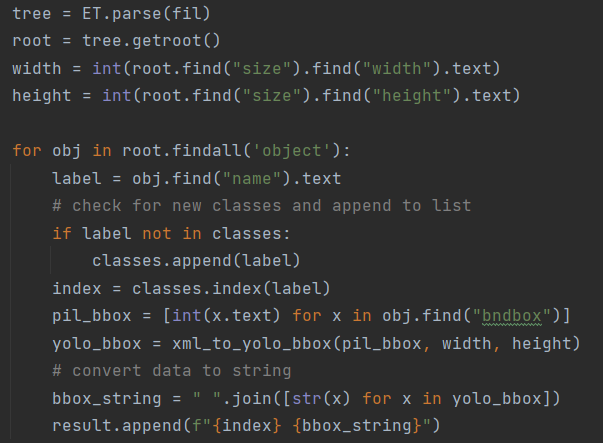 tree = ET.parse(fil)
root = tree.getroot()
width = int(root.find("size").find("width").text)
height = int(root.find("size").find("height").text)

for obj in root.findall('object'):
    label = obj.find("name").text
    # check for new classes and append to list
    if label not in classes:
        classes.append(label)
    index = classes.index(label)
    pil_bbox = [int(x.text) for x in obj.find("bndbox")]
    yolo_bbox = xml_to_yolo_bbox(pil_bbox, width, height)
    # convert data to string
    bbox_string = " ".join([str(x) for x in yolo_bbox])
    result.append(f"{index} {bbox_string}")